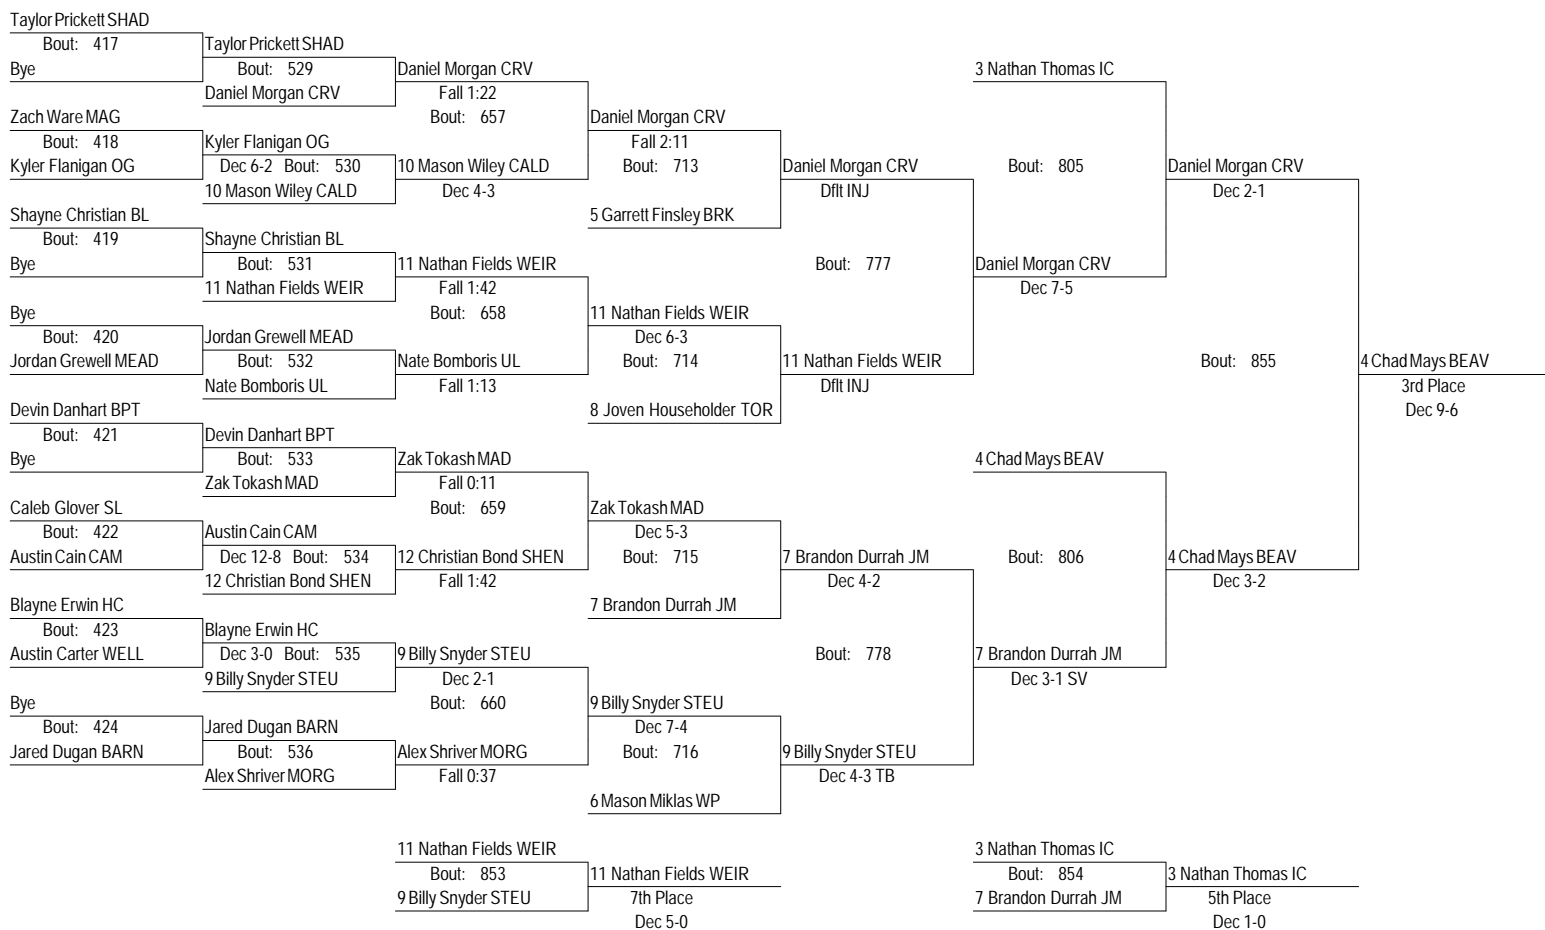 Taylor Prickett SHAD
Bout: 417
Bye
Taylor Prickett SHAD
Bout: 529
Daniel Morgan CRV
Daniel Morgan CRV
Fall 1:22
Bout: 657
Zach Ware MAG
Bout: 418
Kyler Flanigan OG
Kyler Flanigan OG
Dec 6-2 Bout: 530
10 Mason Wiley CALD
10 Mason Wiley CALD
Dec 4-3
Daniel Morgan CRV
Fall 2:11
Bout: 713
5 Garrett Finsley BRK
Daniel Morgan CRV
Dflt INJ
Shayne Christian BL
Bout: 419
Bye
Shayne Christian BL
Bout: 531
11 Nathan Fields WEIR
11 Nathan Fields WEIR
Fall 1:42
Bout: 658
Bye
Bout: 420
Jordan Grewell MEAD
Jordan Grewell MEAD
Bout: 532
Nate Bomboris UL
Nate Bomboris UL
Fall 1:13
11 Nathan Fields WEIR
Dec 6-3
Bout: 714
8 Joven Householder TOR
11 Nathan Fields WEIR
Dflt INJ
Bout: 777
3 Nathan Thomas IC
Bout: 805
Daniel Morgan CRV
Dec 7-5
Daniel Morgan CRV
Dec 2-1
Devin Danhart BPT
Bout: 421
Bye
Devin Danhart BPT
Bout: 533
Zak Tokash MAD
Zak Tokash MAD
Fall 0:11
Bout: 659
Caleb Glover SL
Bout: 422
Austin Cain CAM
Austin Cain CAM
Dec 12-8 Bout: 534
12 Christian Bond SHEN
12 Christian Bond SHEN
Fall 1:42
Zak Tokash MAD
Dec 5-3
Bout: 715
7 Brandon Durrah JM
7 Brandon Durrah JM
Dec 4-2
Blayne Erwin HC
Bout: 423
Austin Carter WELL
Blayne Erwin HC
Dec 3-0 Bout: 535
9 Billy Snyder STEU
9 Billy Snyder STEU
Dec 2-1
Bout: 660
Bye
Bout: 424
Jared Dugan BARN
Jared Dugan BARN
Bout: 536
Alex Shriver MORG
Alex Shriver MORG
Fall 0:37
9 Billy Snyder STEU
Dec 7-4
Bout: 716
6 Mason Miklas WP
9 Billy Snyder STEU
Dec 4-3 TB
Bout: 778
4 Chad Mays BEAV
Bout: 806
7 Brandon Durrah JM
Dec 3-1 SV
4 Chad Mays BEAV
Dec 3-2
Bout: 855
4 Chad Mays BEAV
3rd Place
Dec 9-6
11 Nathan Fields WEIR
Bout: 853
9 Billy Snyder STEU
11 Nathan Fields WEIR
7th Place
Dec 5-0
3 Nathan Thomas IC
Bout: 854
7 Brandon Durrah JM
3 Nathan Thomas IC
5th Place
Dec 1-0